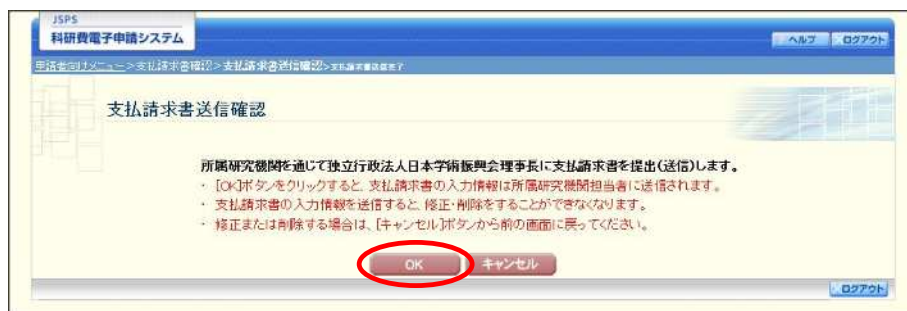 JSPS
科研費電子申請システム
ヘルプ ログアウト
申請者向けメニュー>支払請求書確認>支払請求書送信確認>支払請求書送信完了
支払請求書送信確認
所属研究機関を通じて独立行政法人日本学術振興会理事長に支払請求書を提出(送信)します。
・ [OK]ボタンをクリックすると、支払請求書の入力情報は所属研究機関担当者に送信されます。
・ 支払請求書の入力情報を送信すると、修正・削除をすることができなくなります。
・ 修正または削除する場合は、[キャンセル]ボタンから前の画面に戻ってください。
OK キャンセル
ログアウト